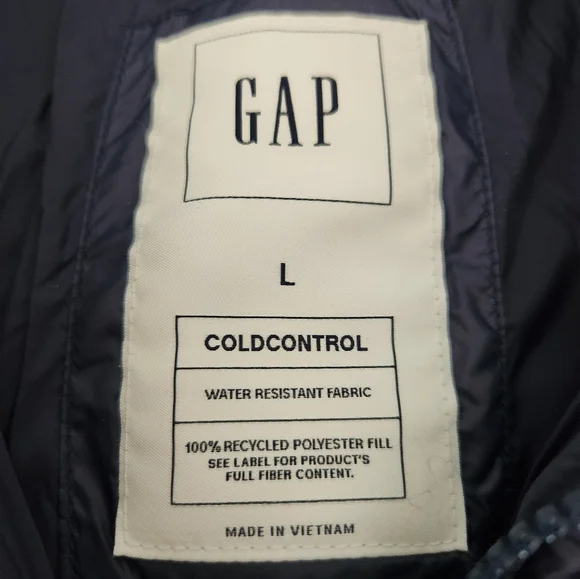 GAP
L
COLDCONTROL
WATER RESISTANT FABRIC
100% RECYCLED POLYESTER FILL
SEE LABEL FOR PRODUCT'S
FULL FIBER CONTENT.
MADE IN VIETNAM